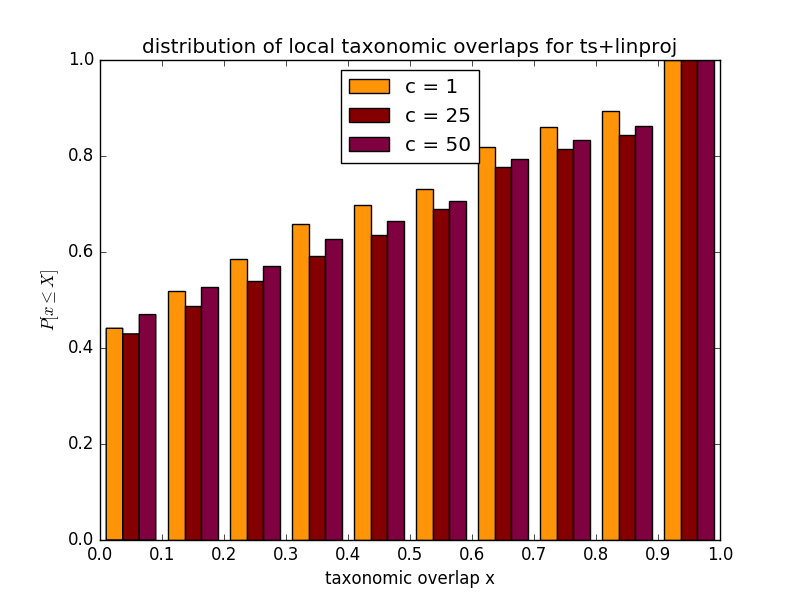 distribution of local taxonomic overlaps for ts+linproj
c = 1
c = 25
c = 50
1.0
0.8
0.6
0.4
0.2
0.0
P[x ≤ X]
0.0 0.1 0.2 0.3 0.4 0.5 0.6 0.7 0.8 0.9 1.0
taxonomic overlap x